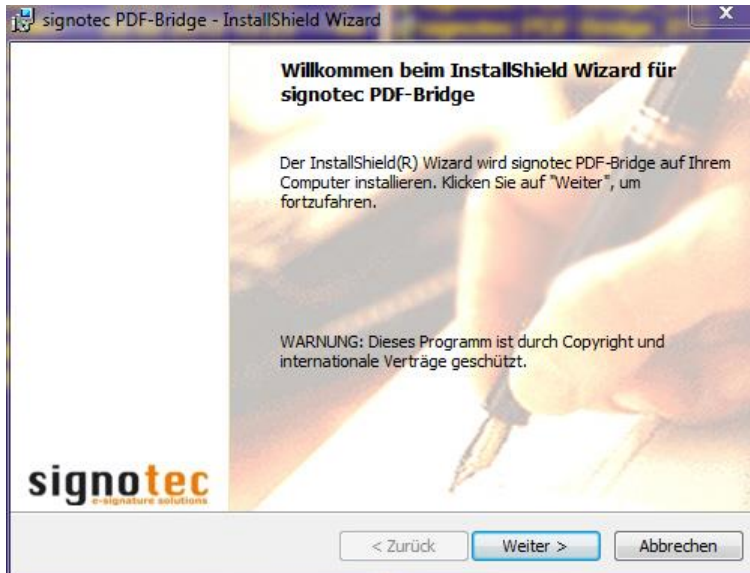 signotec PDF-Bridge - InstallShield Wizard
X
Willkommen beim InstallShield Wizard für
signotec PDF-Bridge
Der InstallShield(R) Wizard wird signotec PDF-Bridge auf Ihrem
Computer installieren. Klicken Sie auf "Weiter", um
fortzufahren.
WARNUNG: Dieses Programm ist durch Copyright und
internationale Verträge geschützt.
signotec
e-signature solutions
< Zurück
Weiter >
Abbrechen